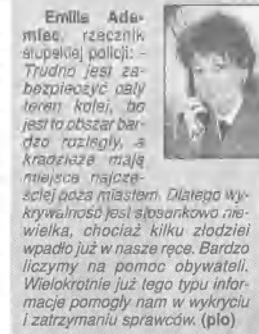 Emilia Ada-
miec, rzecznik
słupskiej policji: –
Trudno jest za-
bezpieczyć cały
teren kolei, bo
jest to obszar bar-
dzo rozległy, a
kradzieże mają
miejsce najczę-
ściej poza miastem. Dlatego wy-
krywalność jest stosunkowo nie-
wielka, chociaż kilku złodziei
wpadło już w nasze ręce. Bardzo
liczymy na pomoc obywateli.
Wielokrotnie już tego typu infor-
macje pomogły nam w wykryciu
i zatrzymaniu sprawców. (pio)